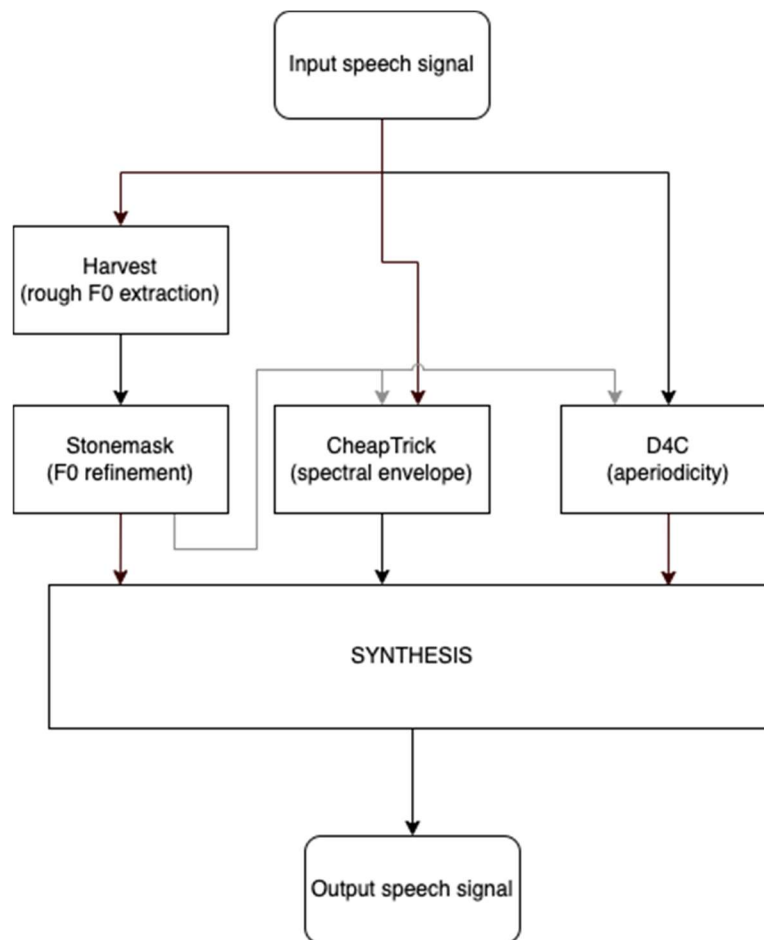 Input speech signal
Harvest
(rough F0 extraction)
Stonemask
(F0 refinement)
CheapTrick
(spectral envelope)
D4C
(aperiodicity)
SYNTHESIS
Output speech signal